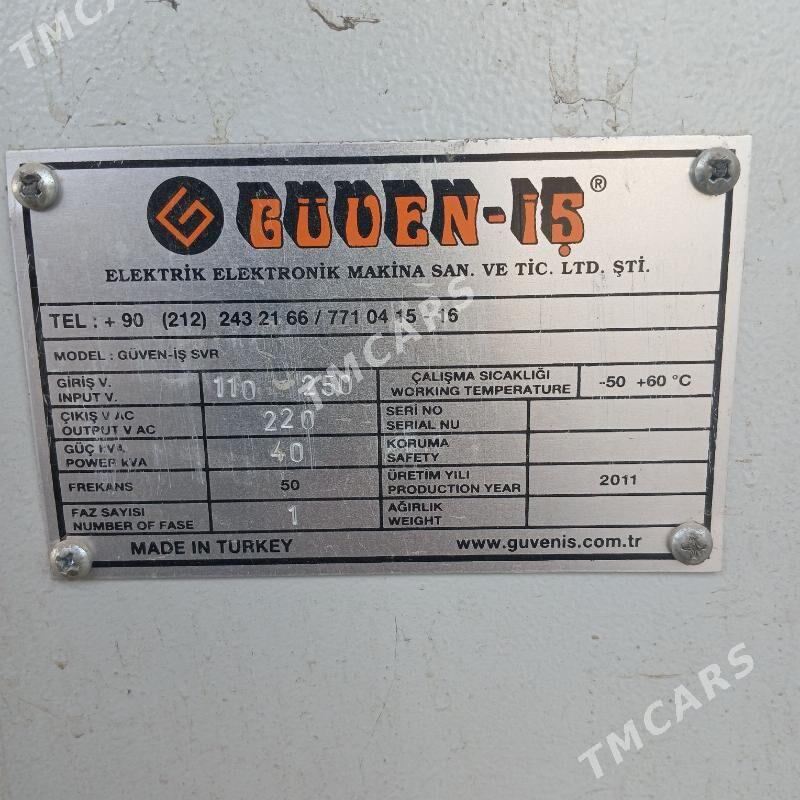 TMCARS
GÜVEN-İŞ®
ELEKTRİK ELEKTRONİK MAKİNA SAN. VE TİC. LTD. ŞTİ.
TEL : + 90 (212) 243 21 66 / 771 04 15 - 16
MODEL : GÜVEN-İŞ SVR
GİRİŞ V.
INPUT V.
110 - 250
ÇALIŞMA SICAKLIĞI
WORKING TEMPERATURE
-50 +60 °C
ÇIKIŞ V AC
OUTPUT V AC
220
SERİ NO
SERIAL NU
GÜÇ kVA
POWER kVA
40
KORUMA
SAFETY
FREKANS
50
ÜRETİM YILI
PRODUCTION YEAR
2011
FAZ SAYISI
NUMBER OF FASE
1
AĞIRLIK
WEIGHT
MADE IN TURKEY
www.guvenis.com.tr
TMCARS
TMCARS